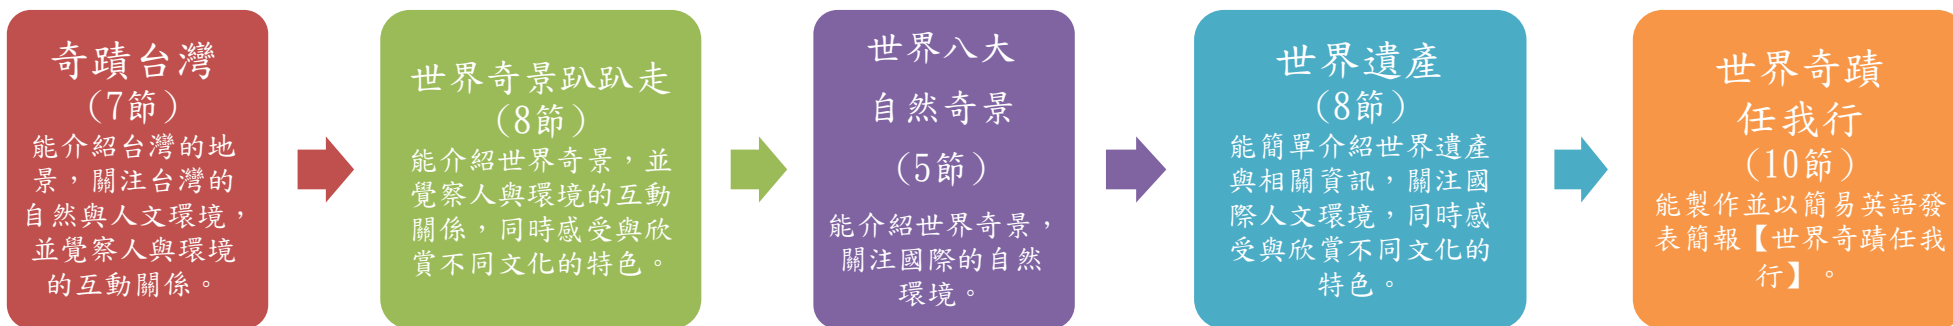 奇蹟台灣
(7節)
能介紹台灣的地
景，關注台灣的
自然與人文環境，
並覺察人與環境
的互動關係。
世界奇景趴趴走
(8節)
能介紹世界奇景，並
覺察人與環境的互動
關係，同時感受與欣
賞不同文化的特色。
世界八大
自然奇景
(5節)
能介紹世界奇景，
關注國際的自然
環境。
世界遺產
(8節)
能簡單介紹世界遺產
與相關資訊，關注國
際人文環境，同時感
受與欣賞不同文化的
特色。
世界奇蹟
任我行
(10節)
能製作並以簡易英語發
表簡報【世界奇蹟任我
行】。